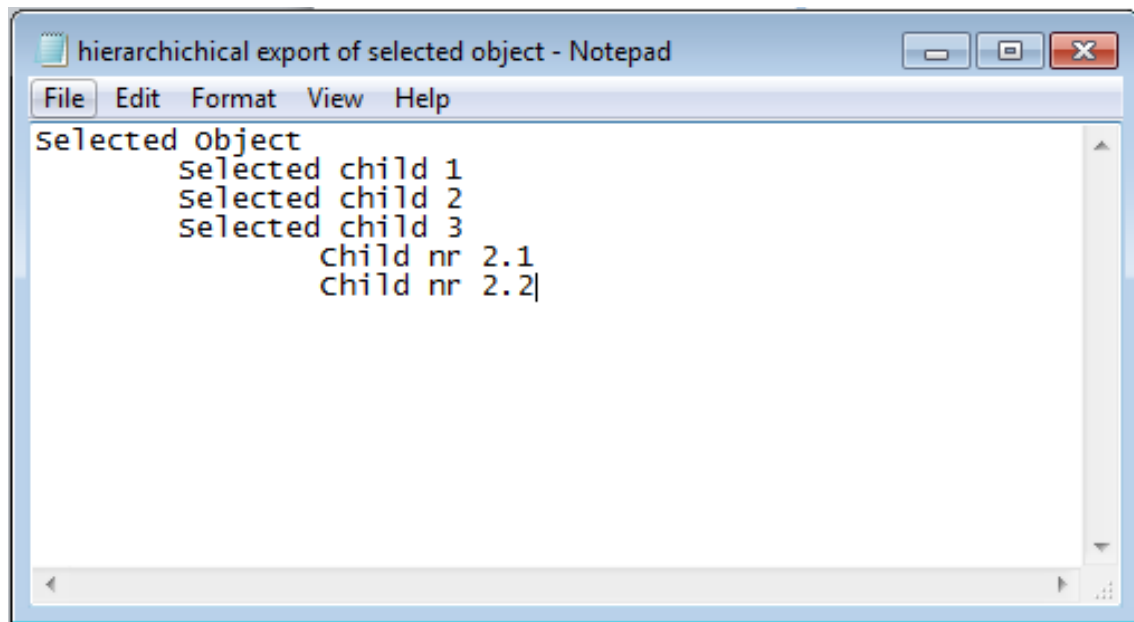 hierarchichical export of selected object - Notepad
File Edit Format View Help
Selected Object
Selected child 1
Selected child 2
Selected child 3
Child nr 2.1
Child nr 2.2